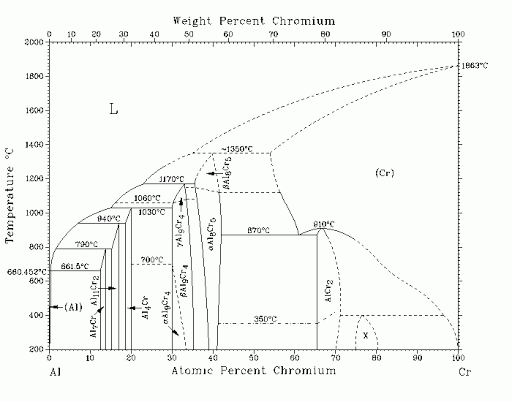 Weight Percent Chromium
0 10 20 30 40 50 60 70 80 90 100
2000
1800
1600
1400
1200
1000
800
600
400
200
Temperature °C
L
1863°C
~1350°C
βAl8Cr5
(Cr)
1170°C
1060°C
1030°C
940°C
910°C
870°C
790°C
700°C
660.452°C
661.5°C
350°C
(Al)
Al7Cr
Al11Cr2
Al4Cr
αAl9Cr4
βAl9Cr4
γAl9Cr4
αAl8Cr5
AlCr2
X
0 10 20 30 40 50 60 70 80 90 100
Al
Atomic Percent Chromium
Cr